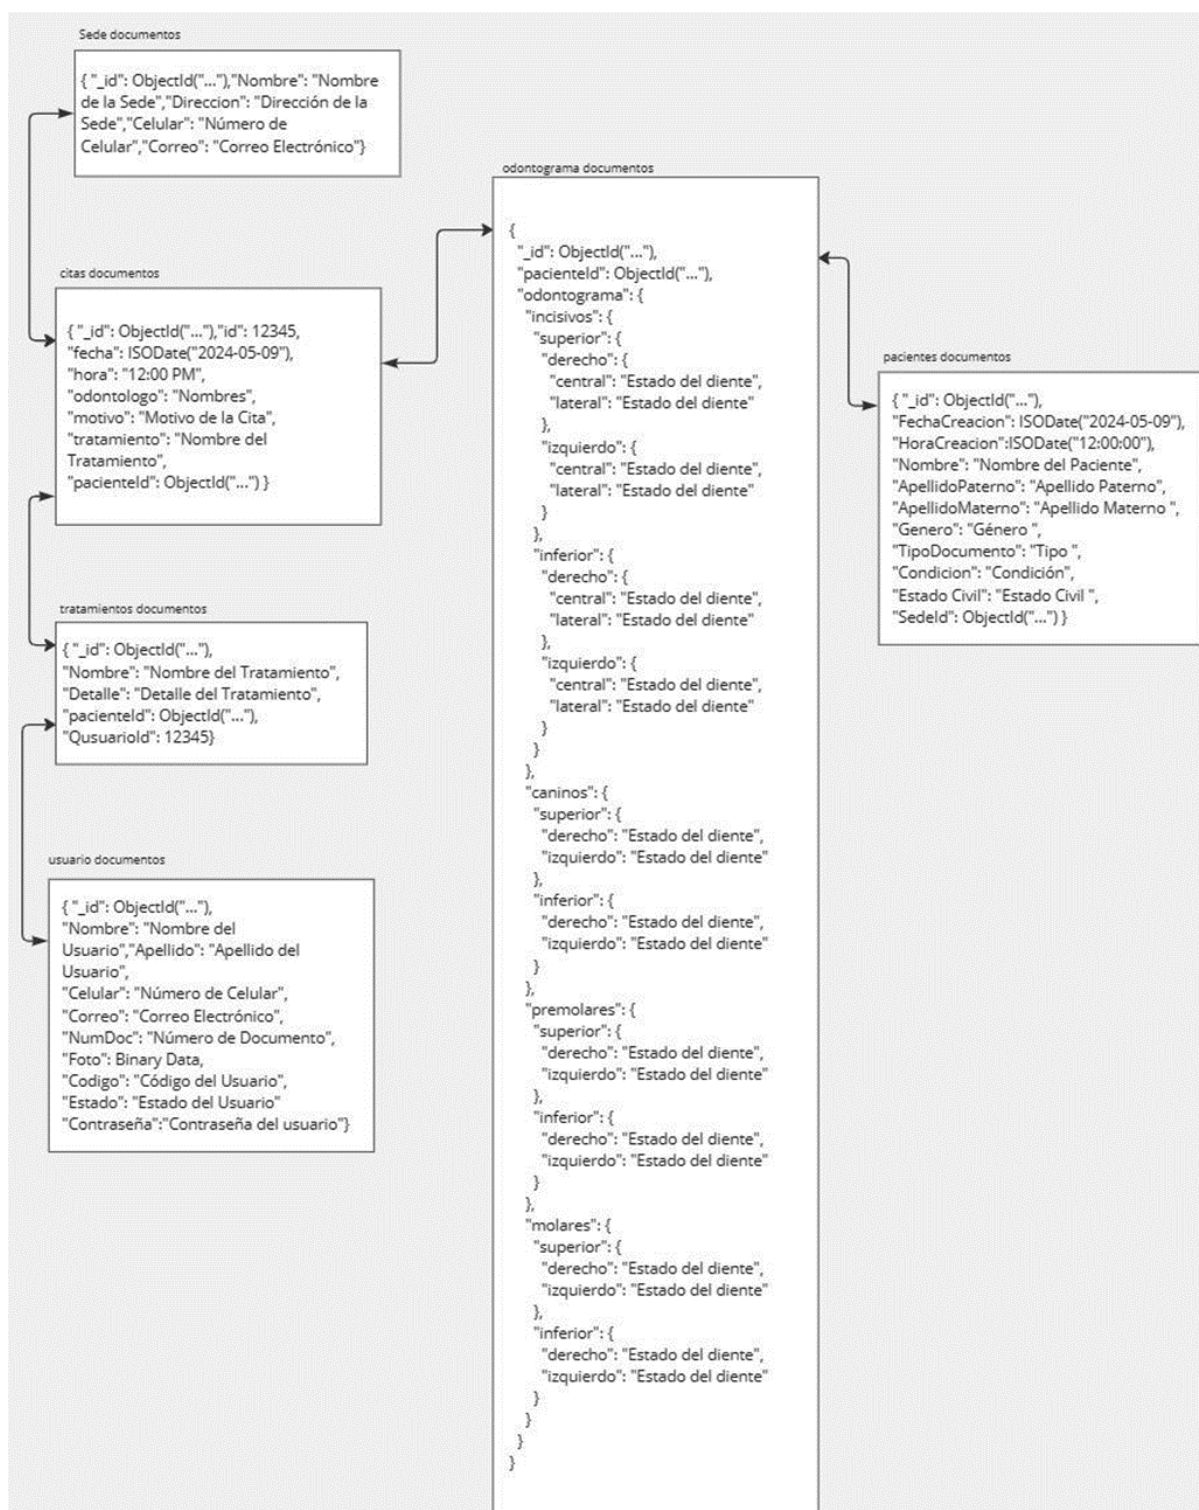 Sede documentos
{ "_id": ObjectId("..."),"Nombre": "Nombre
de la Sede","Direccion": "Dirección de la
Sede","Celular": "Número de
Celular","Correo": "Correo Electrónico"}
citas documentos
{ "_id": ObjectId("..."),"id": 12345,
"fecha": ISODate("2024-05-09"),
"hora": "12:00 PM",
"odontologo": "Nombres",
"motivo": "Motivo de la Cita",
"tratamiento": "Nombre del
Tratamiento",
"pacienteId": ObjectId("...") }
tratamientos documentos
{ "_id": ObjectId("..."),
"Nombre": "Nombre del Tratamiento",
"Detalle": "Detalle del Tratamiento",
"pacienteId": ObjectId("..."),
"QusuarioId": 12345}
usuario documentos
{ "_id": ObjectId("..."),
"Nombre": "Nombre del
Usuario","Apellido": "Apellido del
Usuario",
"Celular": "Número de Celular",
"Correo": "Correo Electrónico",
"NumDoc": "Número de Documento",
"Foto": Binary Data,
"Codigo": "Código del Usuario",
"Estado": "Estado del Usuario"
"Contraseña":"Contraseña del usuario"}
odontograma documentos
{
"_id": ObjectId("..."),
"pacienteId": ObjectId("..."),
"odontograma": {
"incisivos": {
"superior": {
"derecho": {
"central": "Estado del diente",
"lateral": "Estado del diente"
},
"izquierdo": {
"central": "Estado del diente",
"lateral": "Estado del diente"
}
},
"inferior": {
"derecho": {
"central": "Estado del diente",
"lateral": "Estado del diente"
},
"izquierdo": {
"central": "Estado del diente",
"lateral": "Estado del diente"
}
}
},
"caninos": {
"superior": {
"derecho": "Estado del diente",
"izquierdo": "Estado del diente"
},
"inferior": {
"derecho": "Estado del diente",
"izquierdo": "Estado del diente"
}
},
"premolares": {
"superior": {
"derecho": "Estado del diente",
"izquierdo": "Estado del diente"
},
"inferior": {
"derecho": "Estado del diente",
"izquierdo": "Estado del diente"
}
},
"molares": {
"superior": {
"derecho": "Estado del diente",
"izquierdo": "Estado del diente"
},
"inferior": {
"derecho": "Estado del diente",
"izquierdo": "Estado del diente"
}
}
}
}
pacientes documentos
{ "_id": ObjectId("..."),
"FechaCreacion": ISODate("2024-05-09"),
"HoraCreacion":ISODate("12:00:00"),
"Nombre": "Nombre del Paciente",
"ApellidoPaterno": "Apellido Paterno",
"ApellidoMaterno": "Apellido Materno ",
"Genero": "Género ",
"TipoDocumento": "Tipo ",
"Condicion": "Condición",
"Estado Civil": "Estado Civil ",
"SedeId": ObjectId("...") }